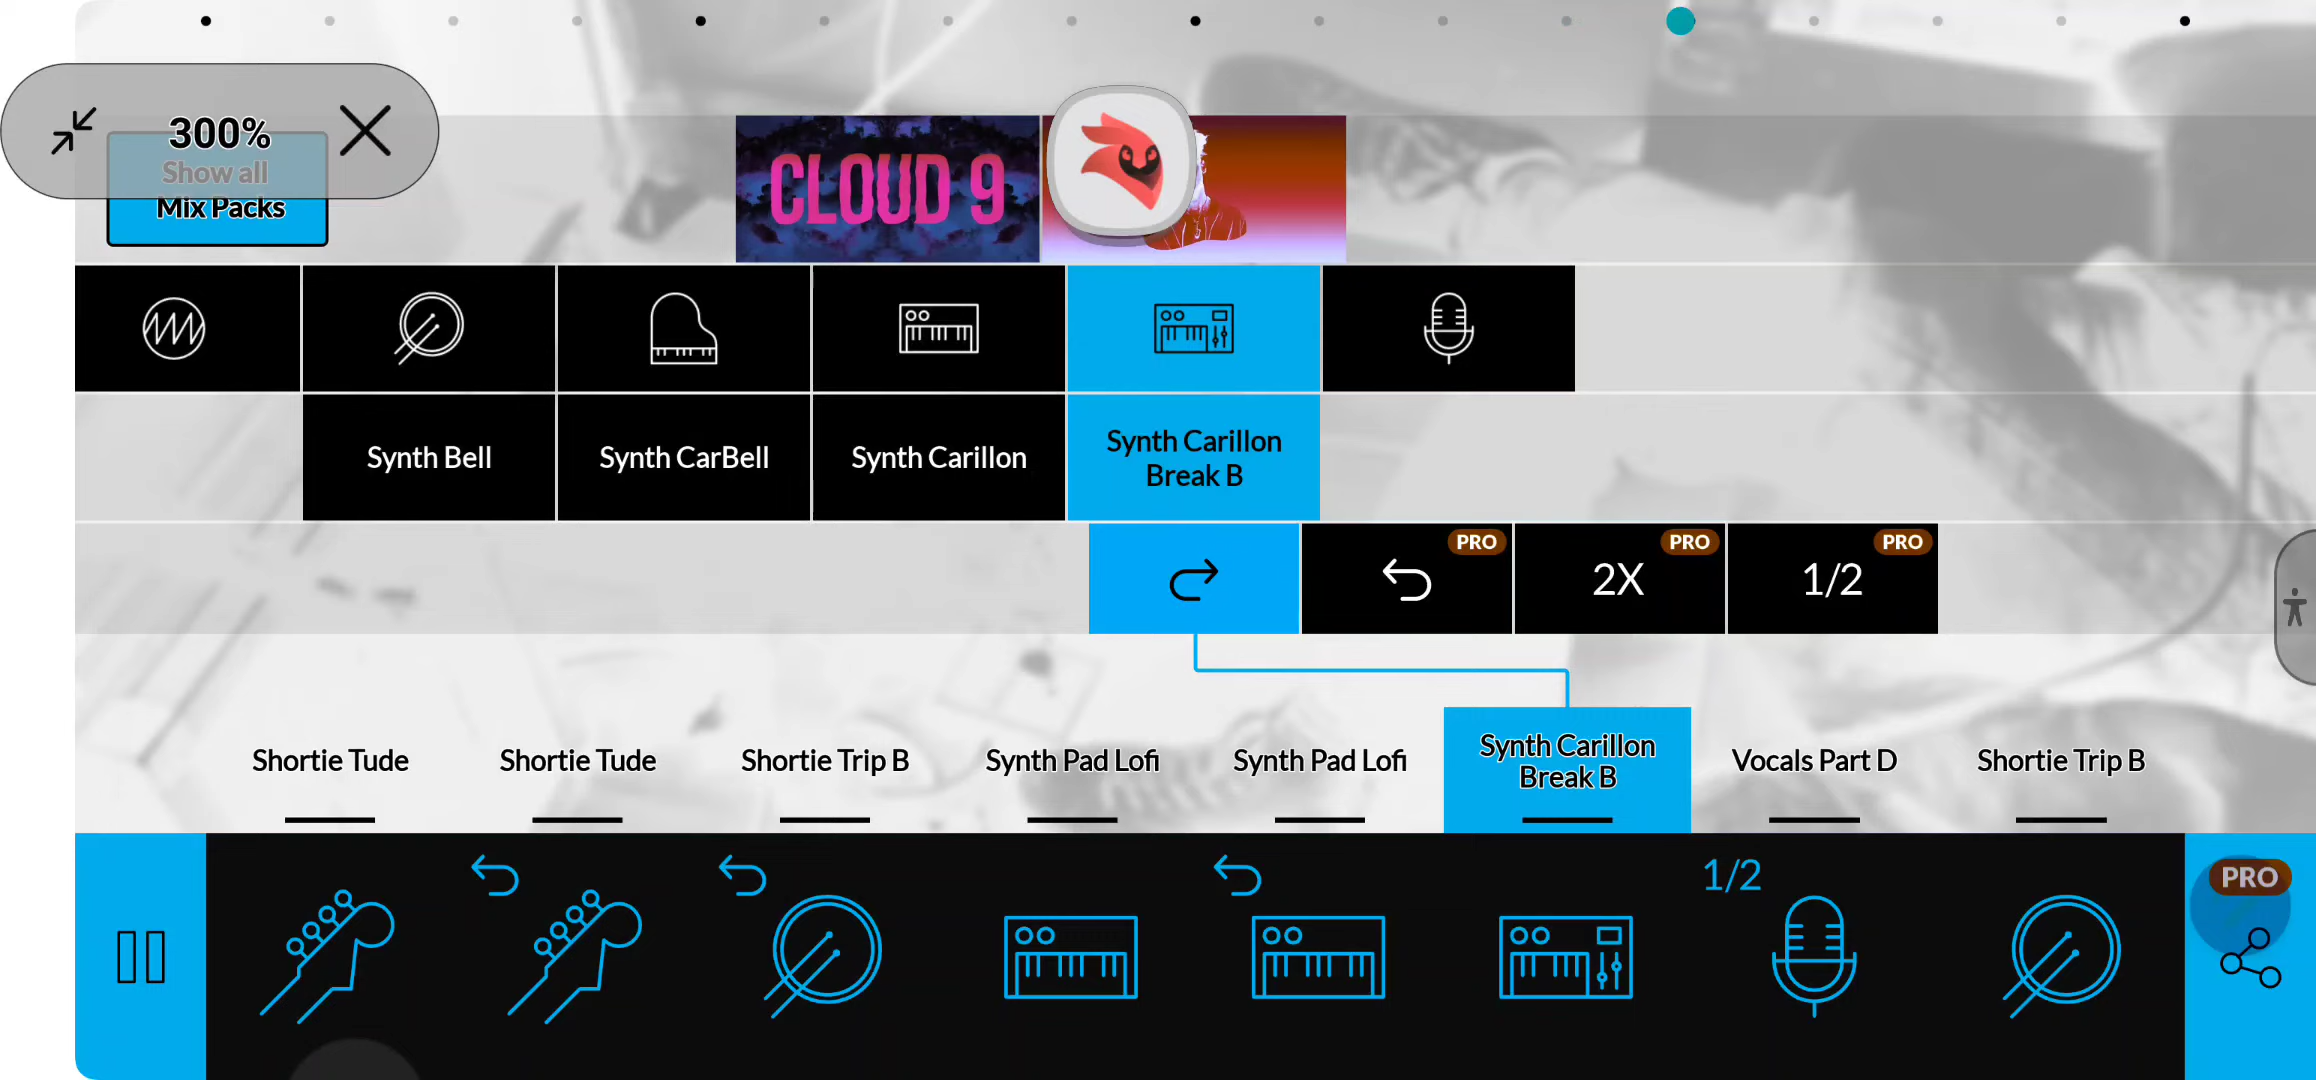 300%
Show all
Mix Packs
CLOUD 9
Synth Bell
Synth CarBell
Synth Carillon
Synth Carillon
Break B
PRO
2X
PRO
1/2
PRO
Shortie Tude
Shortie Tude
Shortie Trip B
Synth Pad Lofi
Synth Pad Lofi
Synth Carillon
Break B
Vocals Part D
Shortie Trip B
1/2
PRO